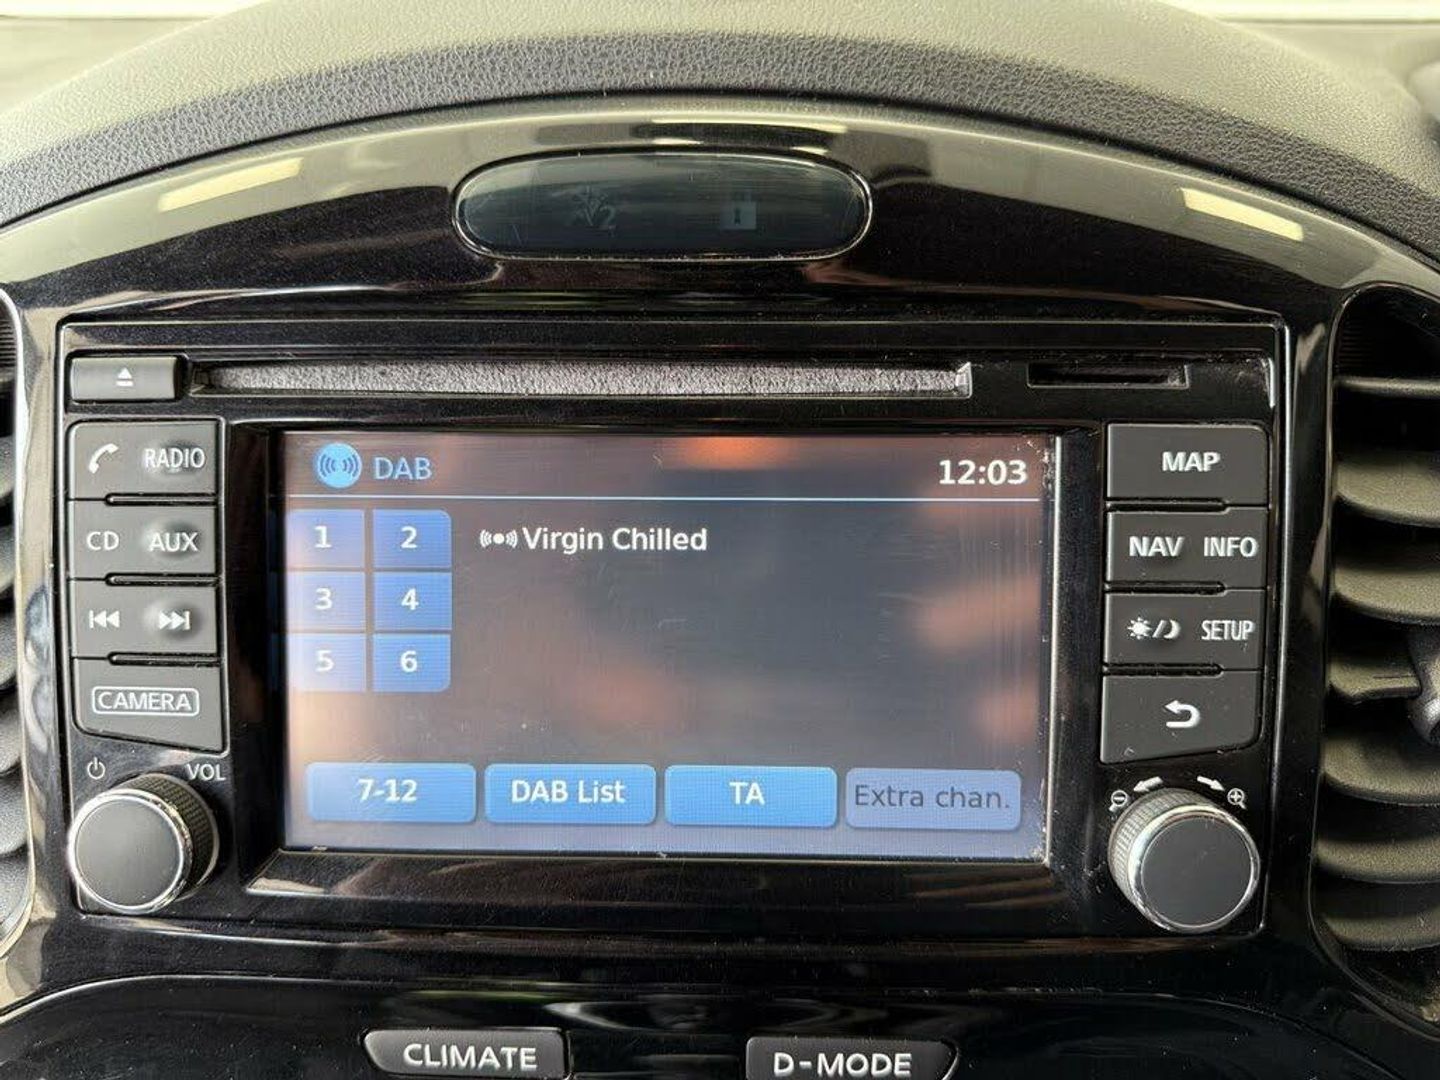 2
RADIO
CD AUX
CAMERA
VOL
DAB 12:03
1 2
Virgin Chilled
3 4
5 6
7-12 DAB List TA Extra chan.
MAP
NAV INFO
SETUP
CLIMATE D-MODE